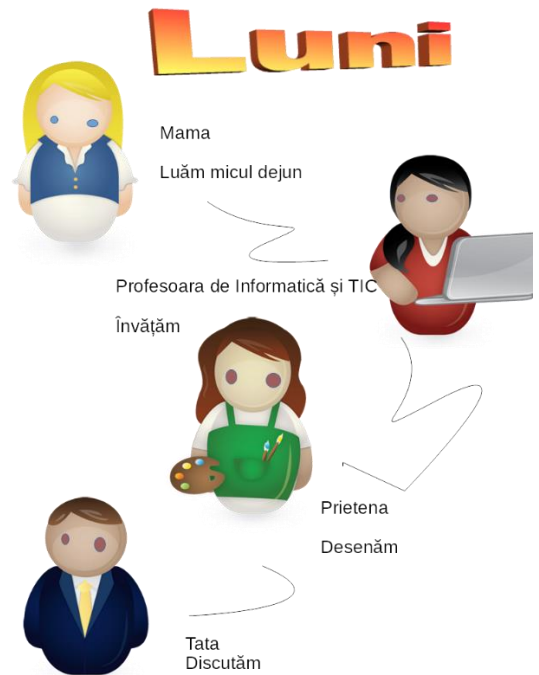 Luni
Mama
Luăm micul dejun
Profesoara de Informatică și TIC
Învățăm
Prietena
Desenăm
Tata
Discutăm